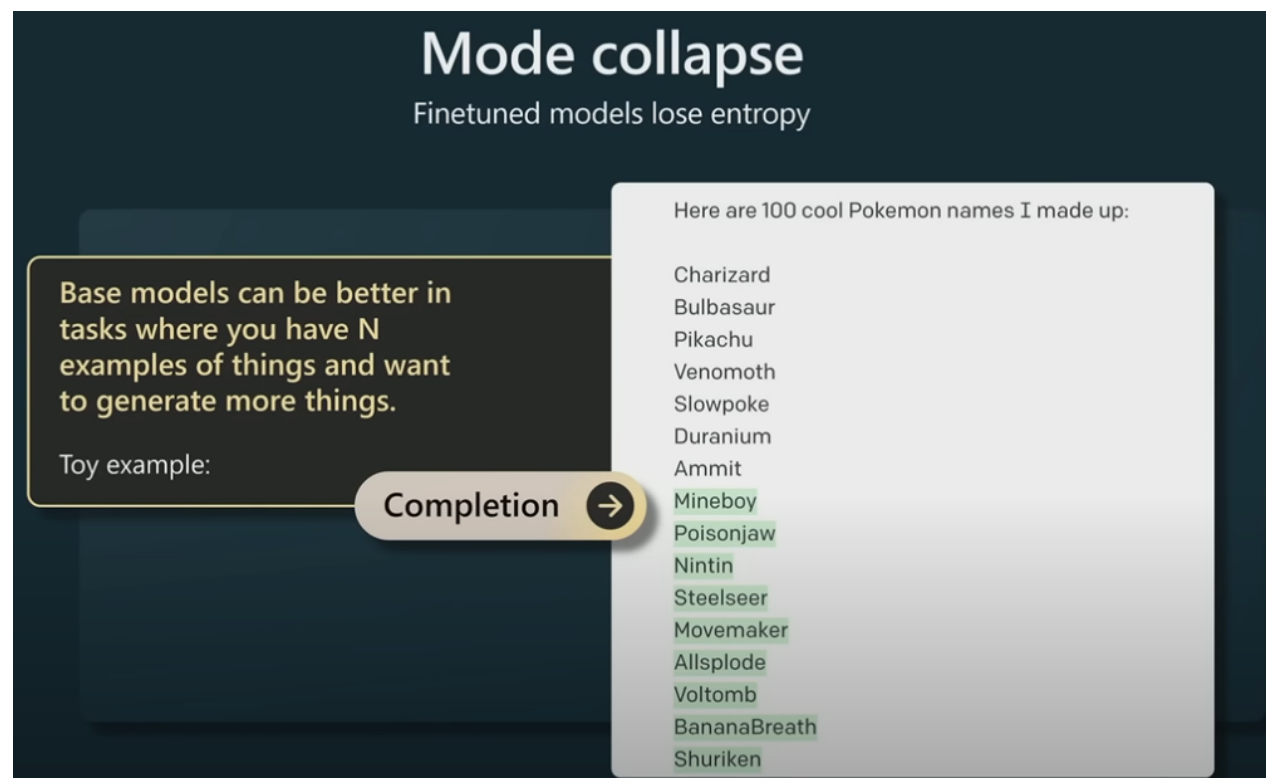 Mode collapse
Finetuned models lose entropy
Base models can be better in
tasks where you have N
examples of things and want
to generate more things.
Toy example:
Completion
Here are 100 cool Pokemon names I made up:
Charizard
Bulbasaur
Pikachu
Venomoth
Slowpoke
Duranium
Ammit
Mineboy
Poisonjaw
Nintin
Steelseer
Movemaker
Allsplode
Voltomb
BananaBreath
Shuriken